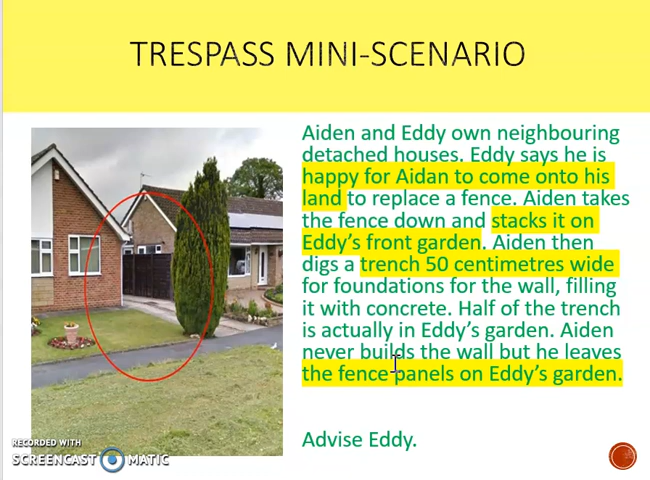 TRESPASS MINI-SCENARIO
Aiden and Eddy own neighbouring
detached houses. Eddy says he is
happy for Aidan to come onto his
land to replace a fence. Aiden takes
the fence down and stacks it on
Eddy's front garden. Aiden then
digs a trench 50 centimetres wide
for foundations for the wall, filling
it with concrete. Half of the trench
is actually in Eddy's garden. Aiden
never builds the wall but he leaves
the fence panels on Eddy's garden.
Advise Eddy.
RECORDED WITH
SCREENCAST MATIC